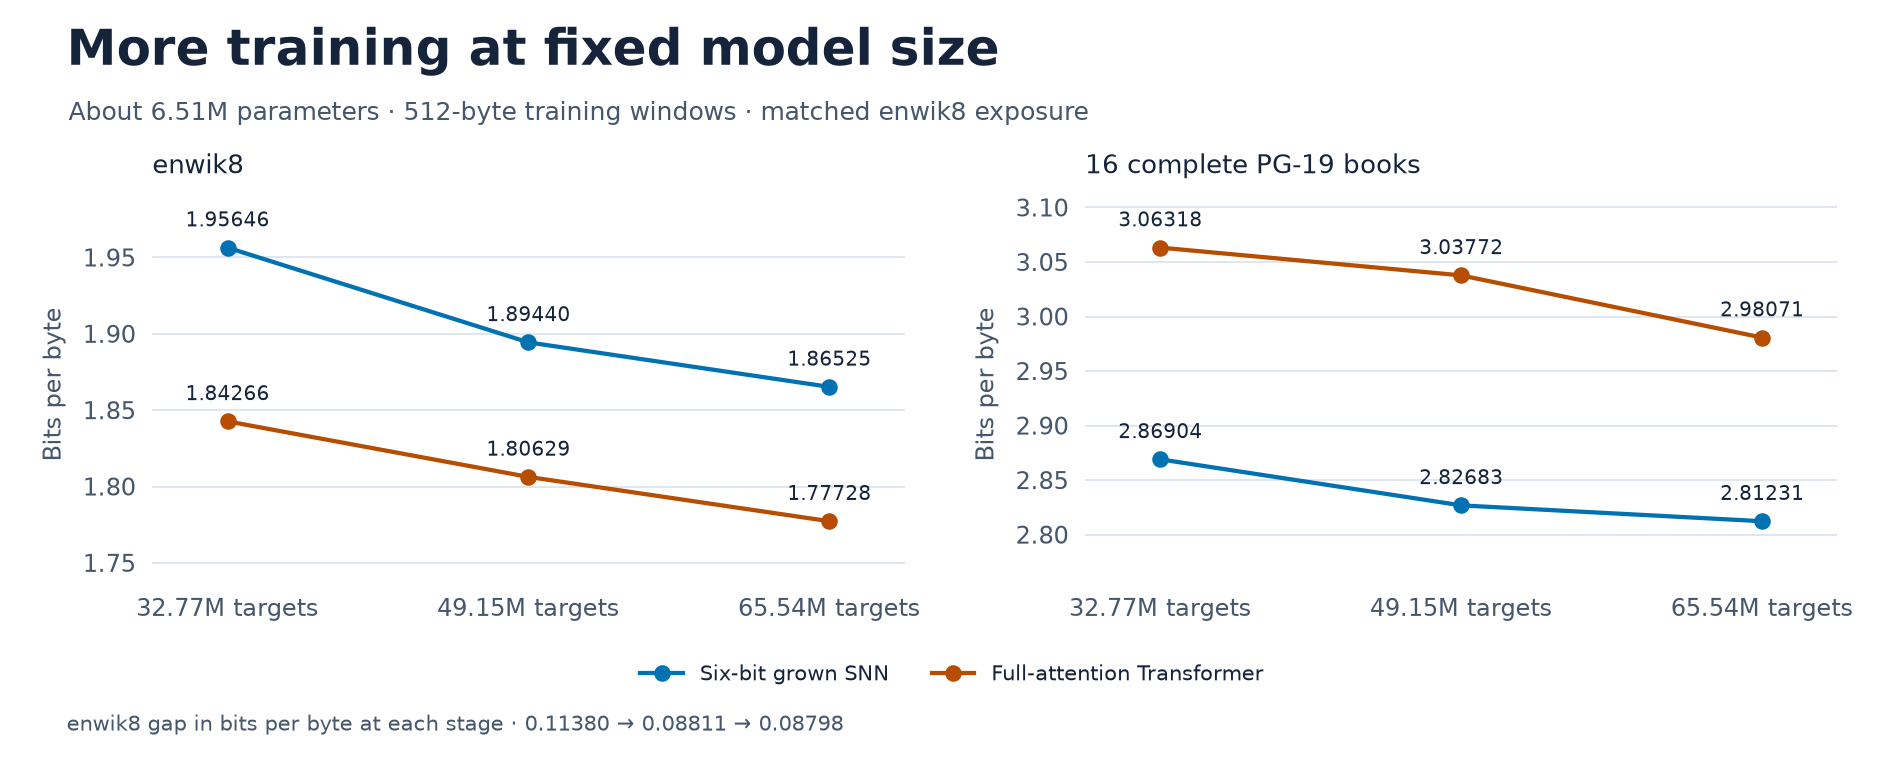 More training at fixed model size
About 6.51M parameters · 512-byte training windows · matched enwik8 exposure
enwik8
Bits per byte
1.95
1.90
1.85
1.80
1.75
1.95646
1.89440
1.86525
1.84266
1.80629
1.77728
32.77M targets
49.15M targets
65.54M targets
16 complete PG-19 books
Bits per byte
3.10
3.05
3.00
2.95
2.90
2.85
2.80
3.06318
3.03772
2.98071
2.86904
2.82683
2.81231
32.77M targets
49.15M targets
65.54M targets
Six-bit grown SNN
Full-attention Transformer
enwik8 gap in bits per byte at each stage · 0.11380 → 0.08811 → 0.08798